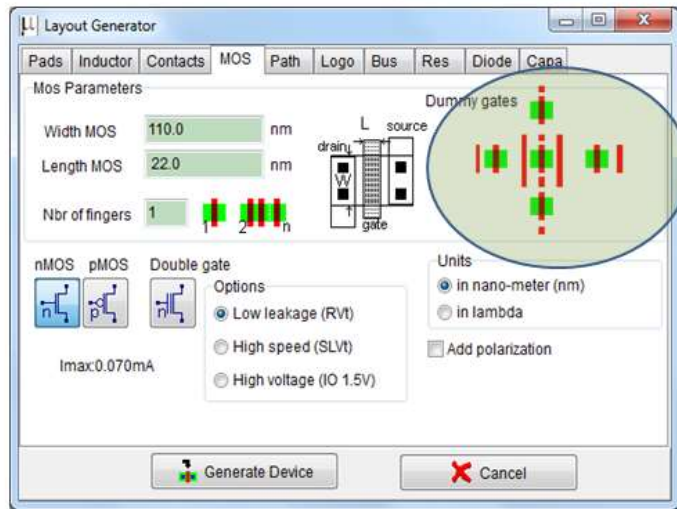 Layout Generator
Pads Inductor Contacts MOS Path Logo Bus Res Diode Capa
Mos Parameters
Dummy gates
Width MOS 110.0 nm
Length MOS 22.0 nm
Nbr of fingers 1
1 2 n
L
source
drain
W
gate
nMOS pMOS Double gate
n p n
Imax:0.070mA
Options
Low leakage (RVt)
High speed (SLVt)
High voltage (IO 1.5V)
Units
in nano-meter (nm)
in lambda
Add polarization
Generate Device
Cancel